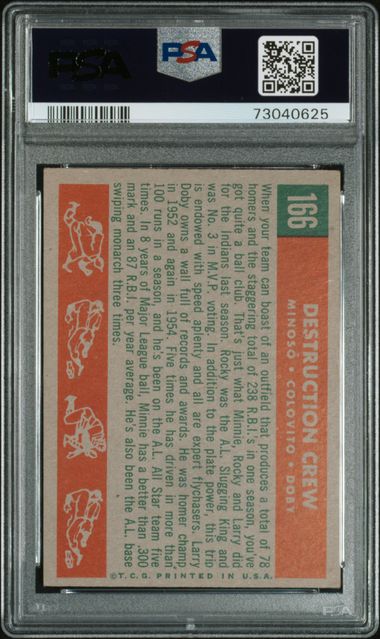 PSA
PSA
73040625
166
DESTRUCTION CREW
MINOSO • COLOVITO • DOBY
When your team can boast of an outfield that produces a total of 78
homers and the staggering total of 238 R.B.I.'s in one season, you've
got quite a ball club. That's just what Minnie, Rocky and Larry did
for the Indians last season. Rocky was the A.L. Slugging King and
was No. 3 in M.V.P. voting. In addition to the plate power, this trip
is endowed with speed aplenty and all are expert flychasers. Larry
Doby owns a wall full of records and awards. He was homer champ
in 1952 and again in 1954. Five times he has driven in more than
100 runs in a season, and he's been on the A.L. All Star team five
times. In 8 years of Major League ball, Minnie has a better than .300
mark and an 87 R.B.I. per year average. He's also been the A.L. base
swiping monarch three times.
©T.C.G. PRINTED IN U.S.A.
PSA